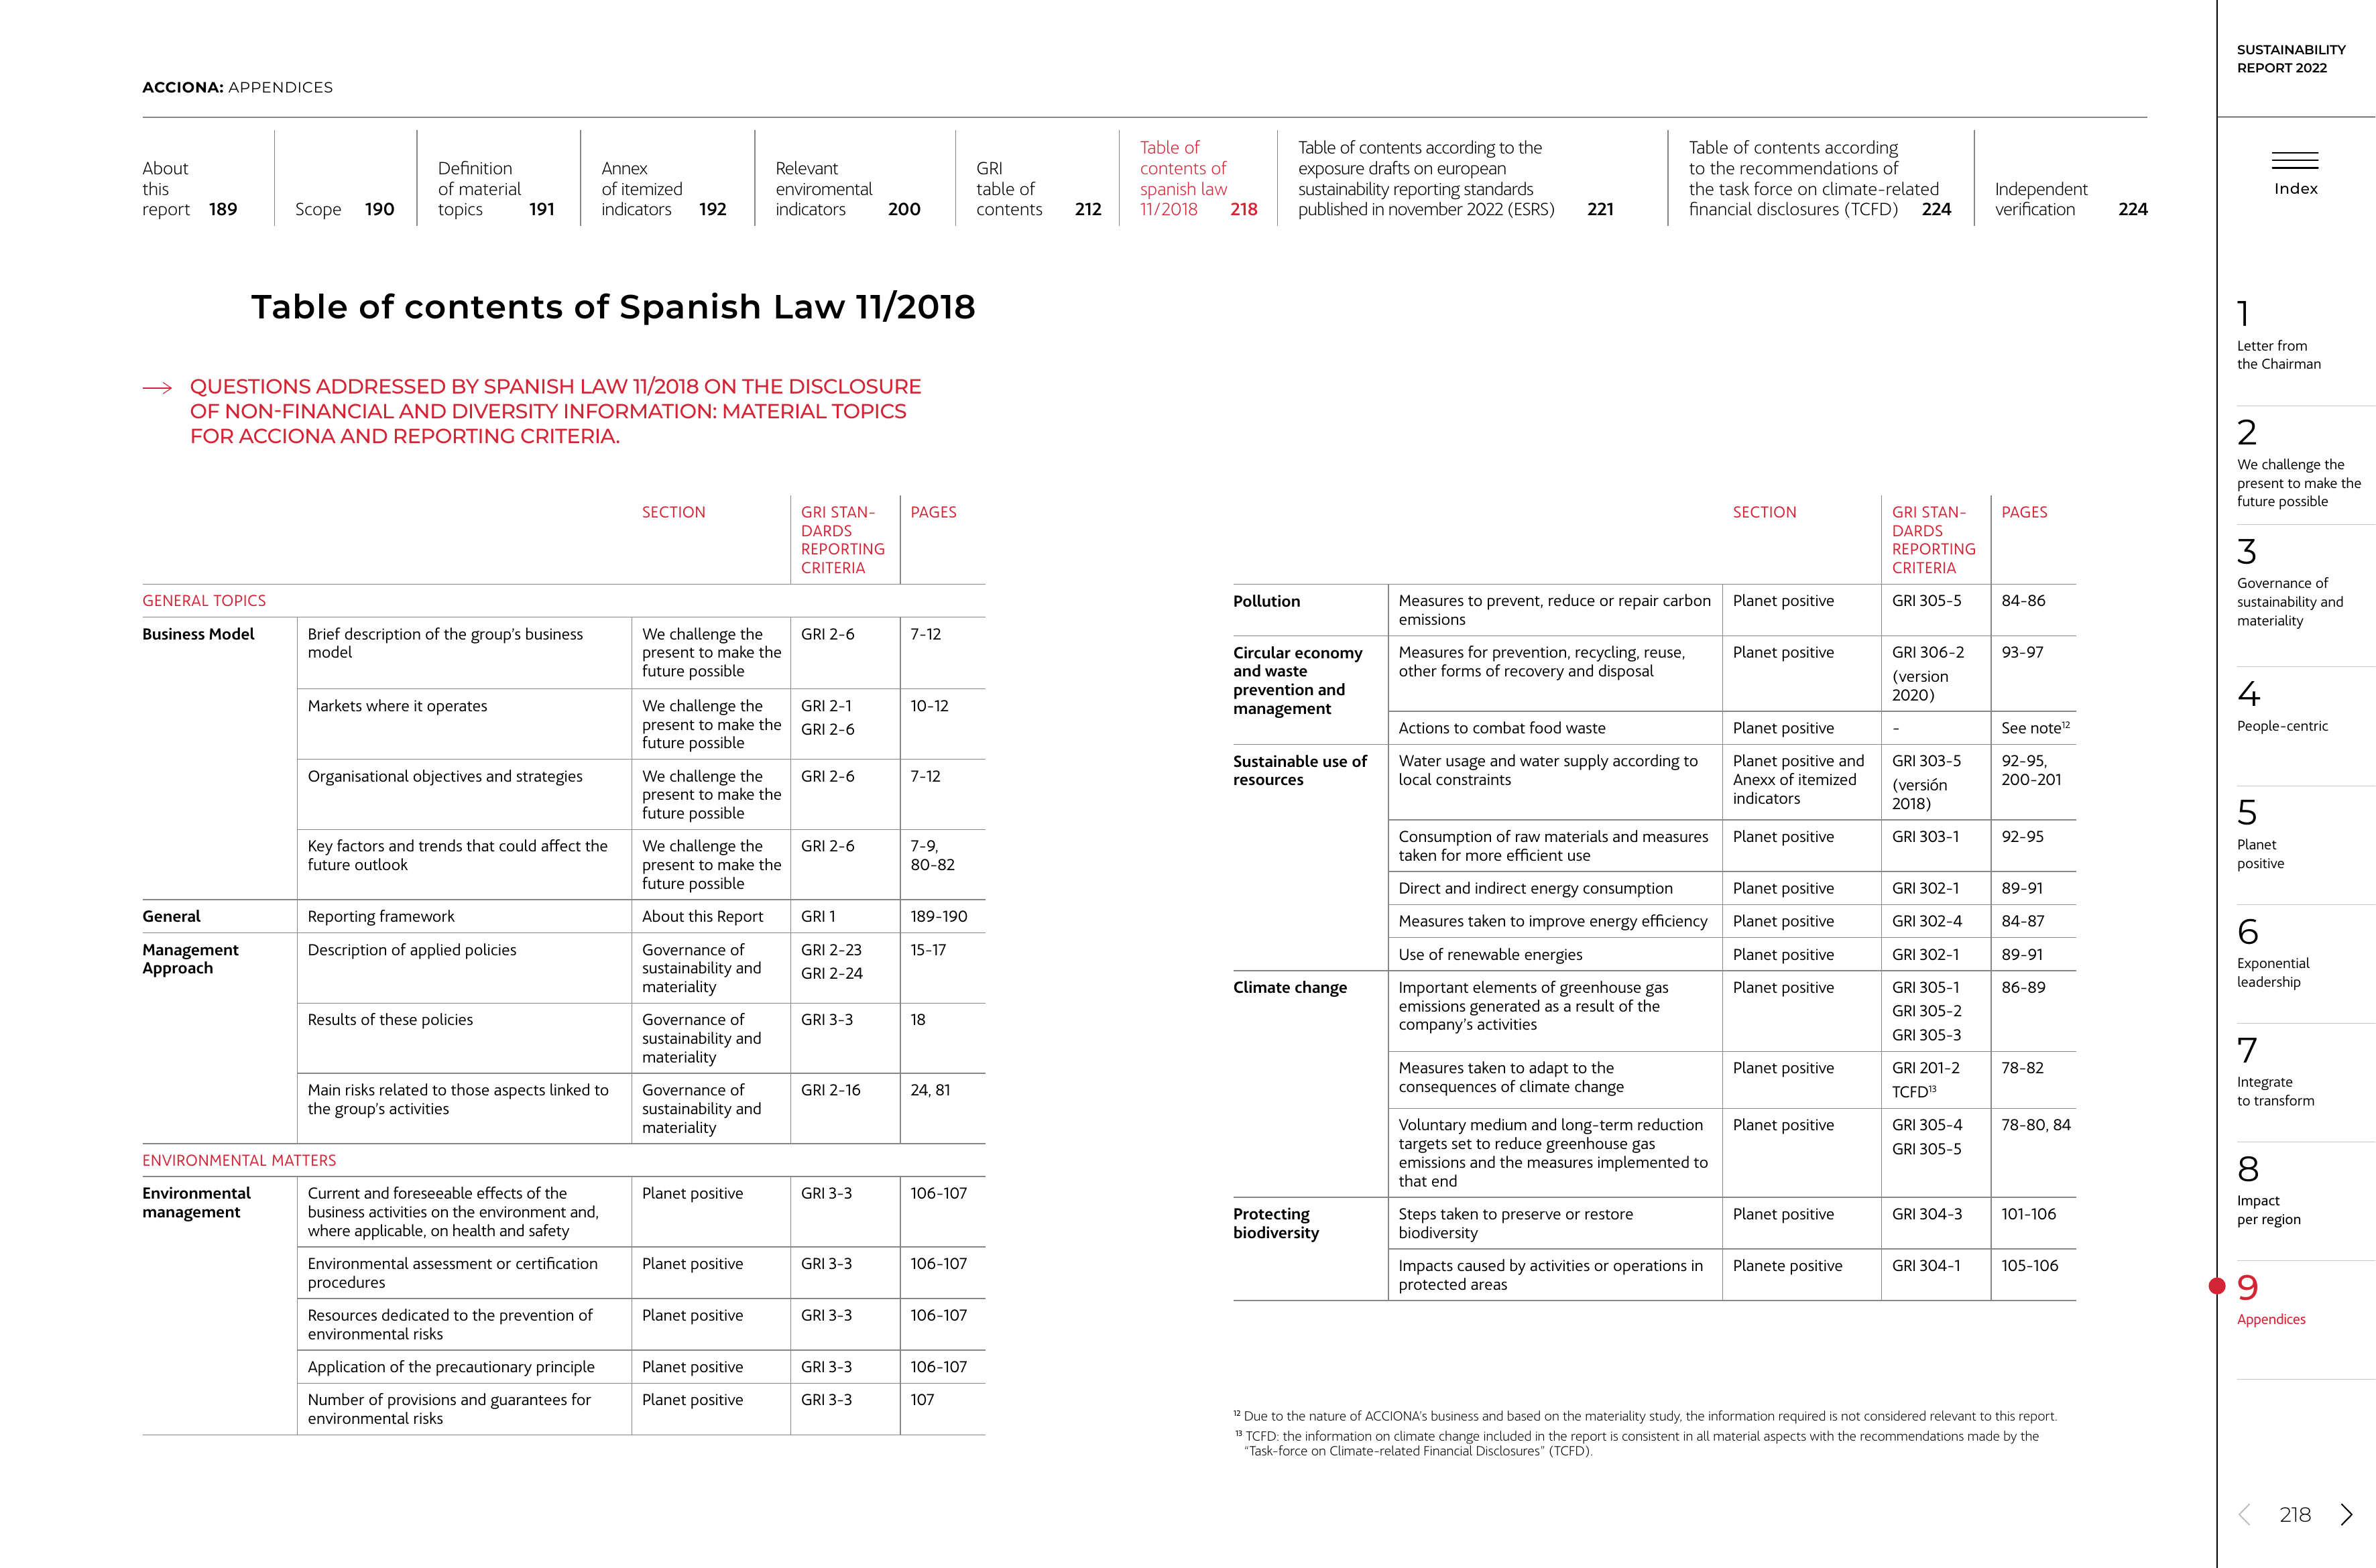 ACCIONA: APPENDICES
SUSTAINABILITY
REPORT 2022
About
this
report 189
Scope 190
Definition
of material
topics 191
Annex
of itemized
indicators 192
Relevant
enviromental
indicators 200
GRI
table of
contents 212
Table of
contents of
spanish law
11/2018 218
Table of contents according to the
exposure drafts on european
sustainability reporting standards
published in november 2022 (ESRS) 221
Table of contents according
to the recommendations of
the task force on climate-related
financial disclosures (TCFD) 224
Independent
verification 224
Index
Table of contents of Spanish Law 11/2018
QUESTIONS ADDRESSED BY SPANISH LAW 11/2018 ON THE DISCLOSURE
OF NON-FINANCIAL AND DIVERSITY INFORMATION: MATERIAL TOPICS
FOR ACCIONA AND REPORTING CRITERIA.
SECTION
GRI STAN-
DARDS
REPORTING
CRITERIA
PAGES
GENERAL TOPICS
Business Model
Brief description of the group's business
model
We challenge the
present to make the
future possible
GRI 2-6
7-12
Markets where it operates
We challenge the
present to make the
future possible
GRI 2-1
GRI 2-6
10-12
Organisational objectives and strategies
We challenge the
present to make the
future possible
GRI 2-6
7-12
Key factors and trends that could affect the
future outlook
We challenge the
present to make the
future possible
GRI 2-6
7-9,
80-82
General
Reporting framework
About this Report
GRI 1
189-190
Management
Approach
Description of applied policies
Governance of
sustainability and
materiality
GRI 2-23
GRI 2-24
15-17
Results of these policies
Governance of
sustainability and
materiality
GRI 3-3
18
Main risks related to those aspects linked to
the group's activities
Governance of
sustainability and
materiality
GRI 2-16
24, 81
ENVIRONMENTAL MATTERS
Environmental
management
Current and foreseeable effects of the
business activities on the environment and,
where applicable, on health and safety
Planet positive
GRI 3-3
106-107
Environmental assessment or certification
procedures
Planet positive
GRI 3-3
106-107
Resources dedicated to the prevention of
environmental risks
Planet positive
GRI 3-3
106-107
Application of the precautionary principle
Planet positive
GRI 3-3
106-107
Number of provisions and guarantees for
environmental risks
Planet positive
GRI 3-3
107
SECTION
GRI STAN-
DARDS
REPORTING
CRITERIA
PAGES
Pollution
Measures to prevent, reduce or repair carbon
emissions
Planet positive
GRI 305-5
84-86
Circular economy
and waste
prevention and
management
Measures for prevention, recycling, reuse,
other forms of recovery and disposal
Planet positive
GRI 306-2
(version
2020)
93-97
Actions to combat food waste
Planet positive
-
See note12
Sustainable use of
resources
Water usage and water supply according to
local constraints
Planet positive and
Anexx of itemized
indicators
GRI 303-5
(versión
2018)
92-95,
200-201
Consumption of raw materials and measures
taken for more efficient use
Planet positive
GRI 303-1
92-95
Direct and indirect energy consumption
Planet positive
GRI 302-1
89-91
Measures taken to improve energy efficiency
Planet positive
GRI 302-4
84-87
Use of renewable energies
Planet positive
GRI 302-1
89-91
Climate change
Important elements of greenhouse gas
emissions generated as a result of the
company's activities
Planet positive
GRI 305-1
GRI 305-2
GRI 305-3
86-89
Measures taken to adapt to the
consequences of climate change
Planet positive
GRI 201-2
TCFD13
78-82
Voluntary medium and long-term reduction
targets set to reduce greenhouse gas
emissions and the measures implemented to
that end
Planet positive
GRI 305-4
GRI 305-5
78-80, 84
Protecting
biodiversity
Steps taken to preserve or restore
biodiversity
Planet positive
GRI 304-3
101-106
Impacts caused by activities or operations in
protected areas
Planete positive
GRI 304-1
105-106
12 Due to the nature of ACCIONA's business and based on the materiality study, the information required is not considered relevant to this report.
13 TCFD: the information on climate change included in the report is consistent in all material aspects with the recommendations made by the
"Task-force on Climate-related Financial Disclosures" (TCFD).
1
Letter from
the Chairman
2
We challenge the
present to make the
future possible
3
Governance of
sustainability and
materiality
4
People-centric
5
Planet
positive
6
Exponential
leadership
7
Integrate
to transform
8
Impact
per region
9
Appendices
218